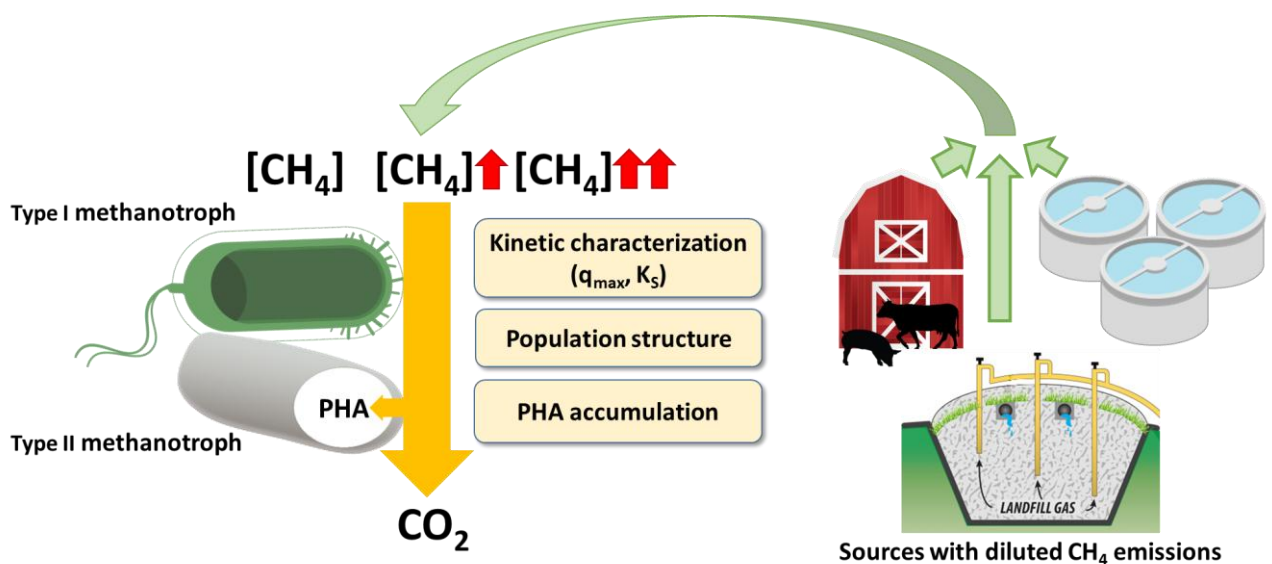 [CH₄] [CH₄] [CH₄]
Type I methanotroph
Kinetic characterization
(qmax, KS)
Population structure
PHA
PHA accumulation
Type II methanotroph
CO₂
LANDFILL GAS
Sources with diluted CH₄ emissions